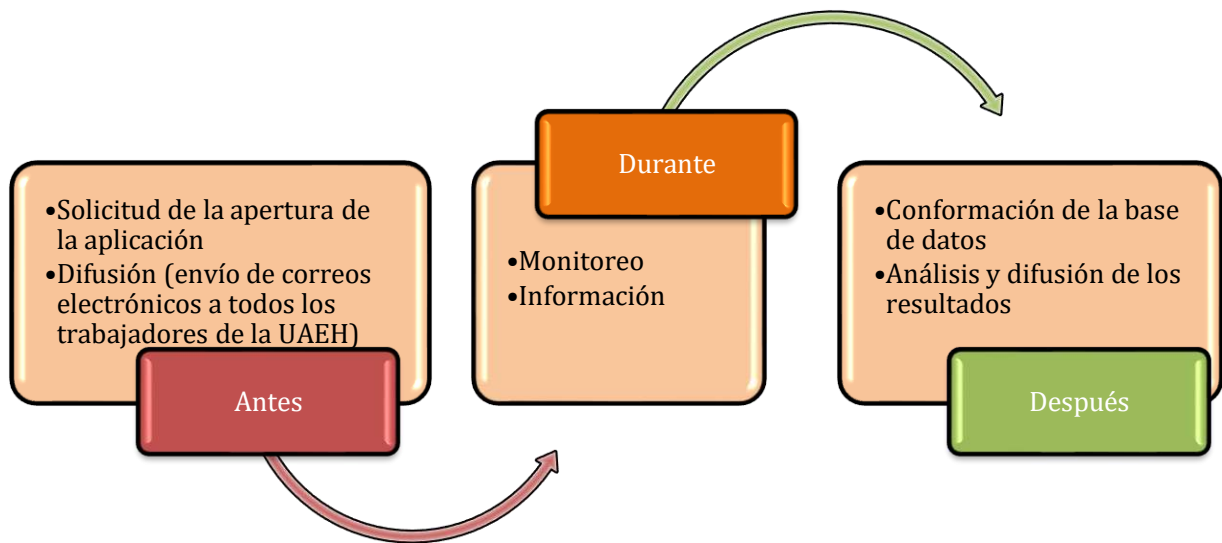 •Solicitud de la apertura de
la aplicación
•Difusión (envío de correos
electrónicos a todos los
trabajadores de la UAEH)
Antes
Durante
•Monitoreo
•Información
•Conformación de la base
de datos
•Análisis y difusión de los
resultados
Después